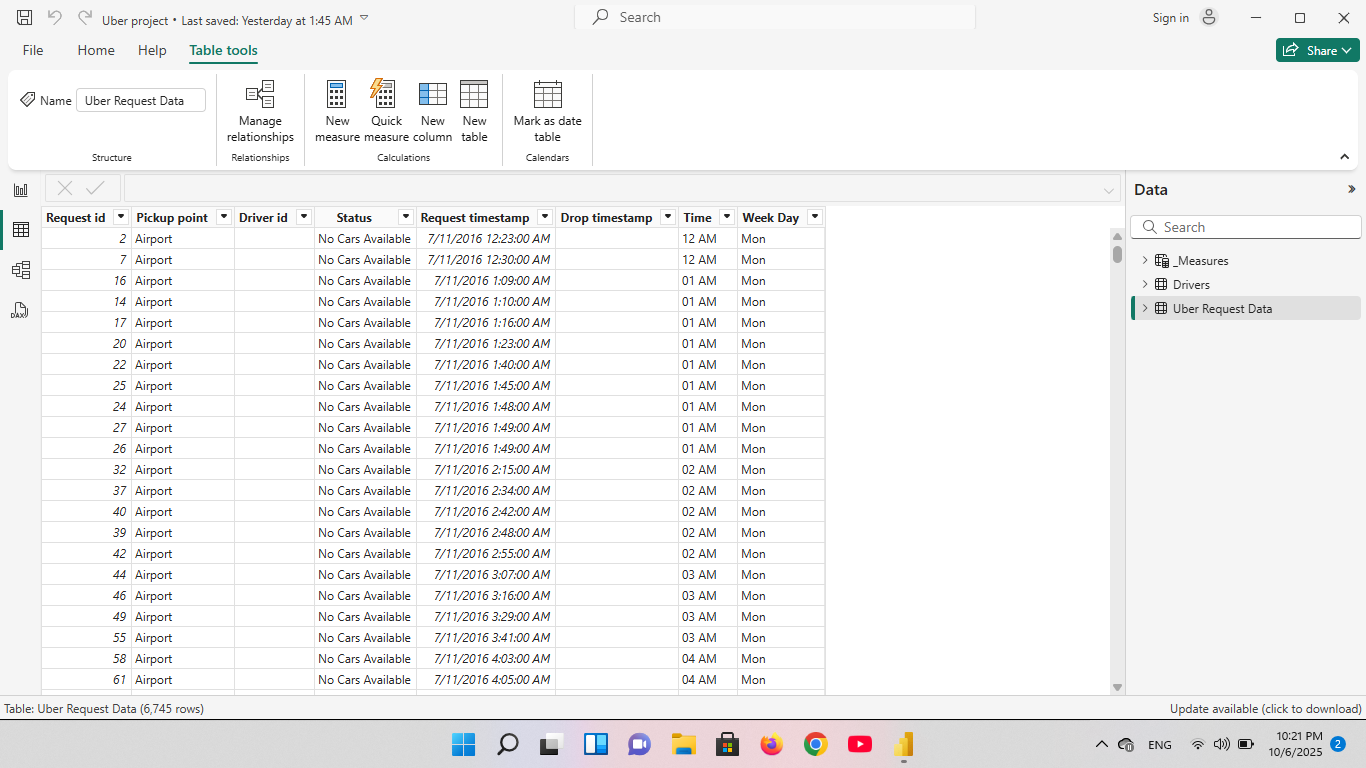 Uber project • Last saved: Yesterday at 1:45 AM
Search
Sign in
File Home Help Table tools
Share
Name Uber Request Data
Manage relationships
New measure
Quick measure
New column
New table
Mark as date table
Structure Relationships Calculations Calendars
Data
Search
_Measures
Drivers
Uber Request Data
DAX
Request id Pickup point Driver id Status Request timestamp Drop timestamp Time Week Day
2 Airport No Cars Available 7/11/2016 12:23:00 AM 12 AM Mon
7 Airport No Cars Available 7/11/2016 12:30:00 AM 12 AM Mon
16 Airport No Cars Available 7/11/2016 1:09:00 AM 01 AM Mon
14 Airport No Cars Available 7/11/2016 1:10:00 AM 01 AM Mon
17 Airport No Cars Available 7/11/2016 1:16:00 AM 01 AM Mon
20 Airport No Cars Available 7/11/2016 1:23:00 AM 01 AM Mon
22 Airport No Cars Available 7/11/2016 1:40:00 AM 01 AM Mon
25 Airport No Cars Available 7/11/2016 1:45:00 AM 01 AM Mon
24 Airport No Cars Available 7/11/2016 1:48:00 AM 01 AM Mon
27 Airport No Cars Available 7/11/2016 1:49:00 AM 01 AM Mon
26 Airport No Cars Available 7/11/2016 1:49:00 AM 01 AM Mon
32 Airport No Cars Available 7/11/2016 2:15:00 AM 02 AM Mon
37 Airport No Cars Available 7/11/2016 2:34:00 AM 02 AM Mon
40 Airport No Cars Available 7/11/2016 2:42:00 AM 02 AM Mon
39 Airport No Cars Available 7/11/2016 2:48:00 AM 02 AM Mon
42 Airport No Cars Available 7/11/2016 2:55:00 AM 02 AM Mon
44 Airport No Cars Available 7/11/2016 3:07:00 AM 03 AM Mon
46 Airport No Cars Available 7/11/2016 3:16:00 AM 03 AM Mon
49 Airport No Cars Available 7/11/2016 3:29:00 AM 03 AM Mon
55 Airport No Cars Available 7/11/2016 3:41:00 AM 03 AM Mon
58 Airport No Cars Available 7/11/2016 4:03:00 AM 04 AM Mon
61 Airport No Cars Available 7/11/2016 4:05:00 AM 04 AM Mon
Table: Uber Request Data (6,745 rows)
Update available (click to download)
ENG
10:21 PM
10/6/2025
2